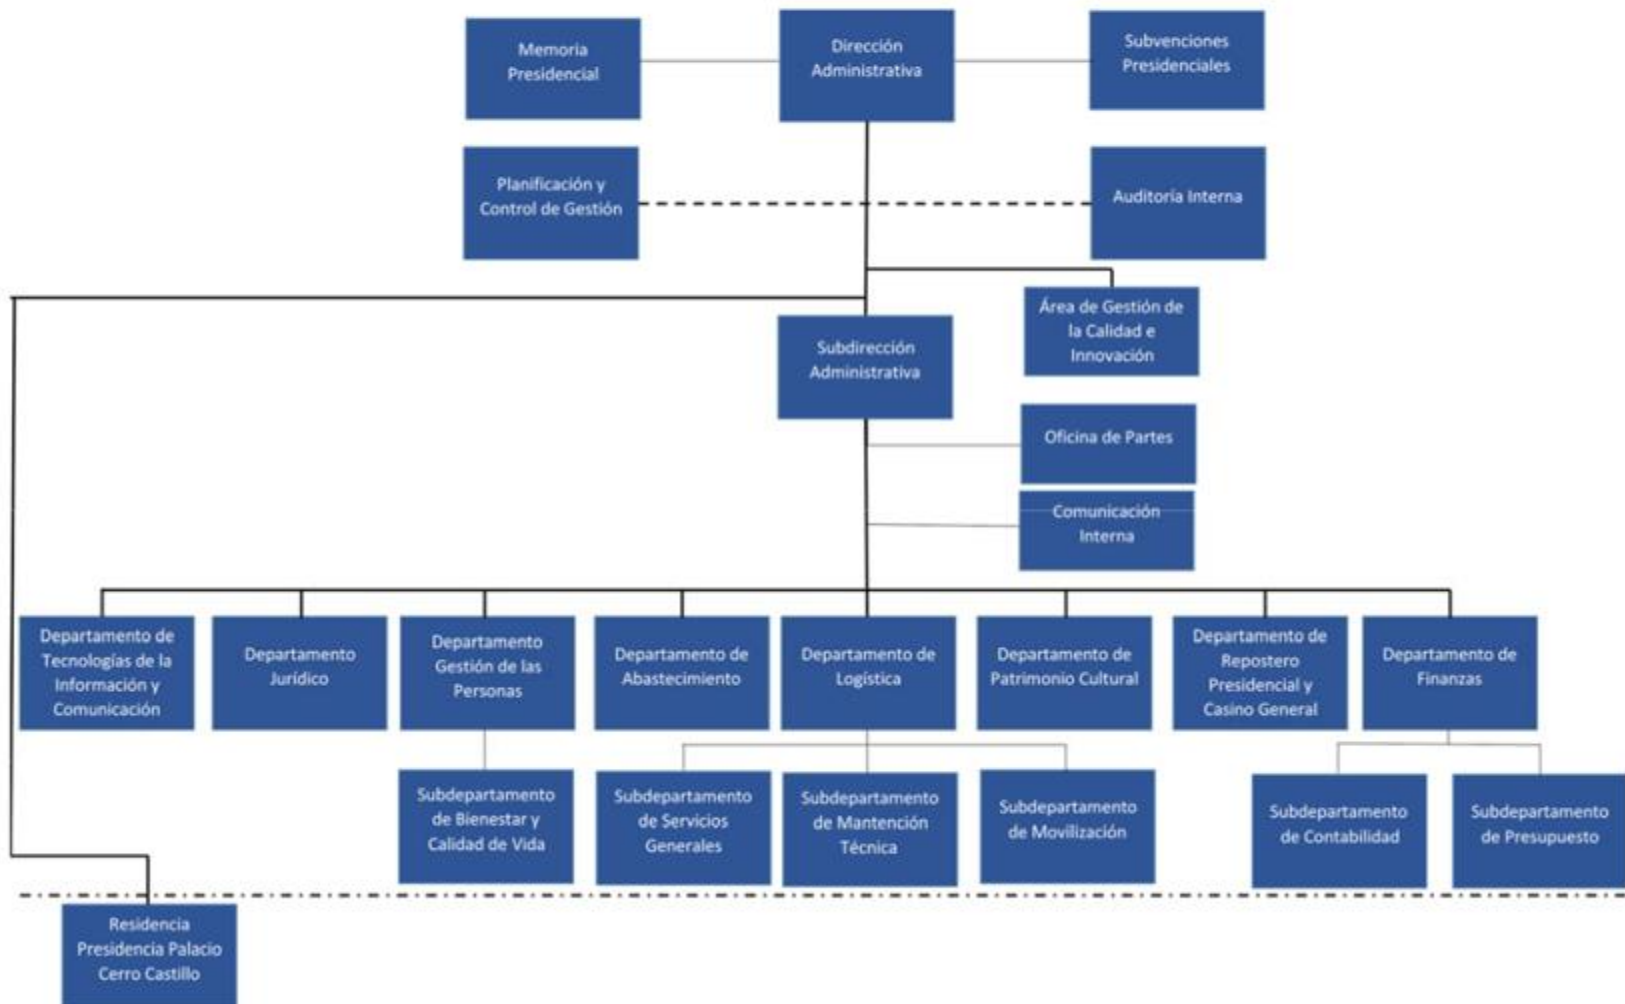 Memoria
Presidencial
Dirección
Administrativa
Subvenciones
Presidenciales
Planificación y
Control de Gestión
Auditoría Interna
Área de Gestión de
la Calidad e
Innovación
Subdirección
Administrativa
Oficina de Partes
Comunicación
Interna
Departamento de
Tecnologías de la
Información y
Comunicación
Departamento
Jurídico
Departamento
Gestión de las
Personas
Departamento de
Abastecimiento
Departamento de
Logística
Departamento de
Patrimonio Cultural
Departamento de
Repostero
Presidencial y
Casino General
Departamento de
Finanzas
Subdepartamento
de Bienestar y
Calidad de Vida
Subdepartamento
de Servicios
Generales
Subdepartamento
de Mantención
Técnica
Subdepartamento
de Movilización
Subdepartamento
de Contabilidad
Subdepartamento
de Presupuesto
Residencia
Presidencia Palacio
Cerro Castillo